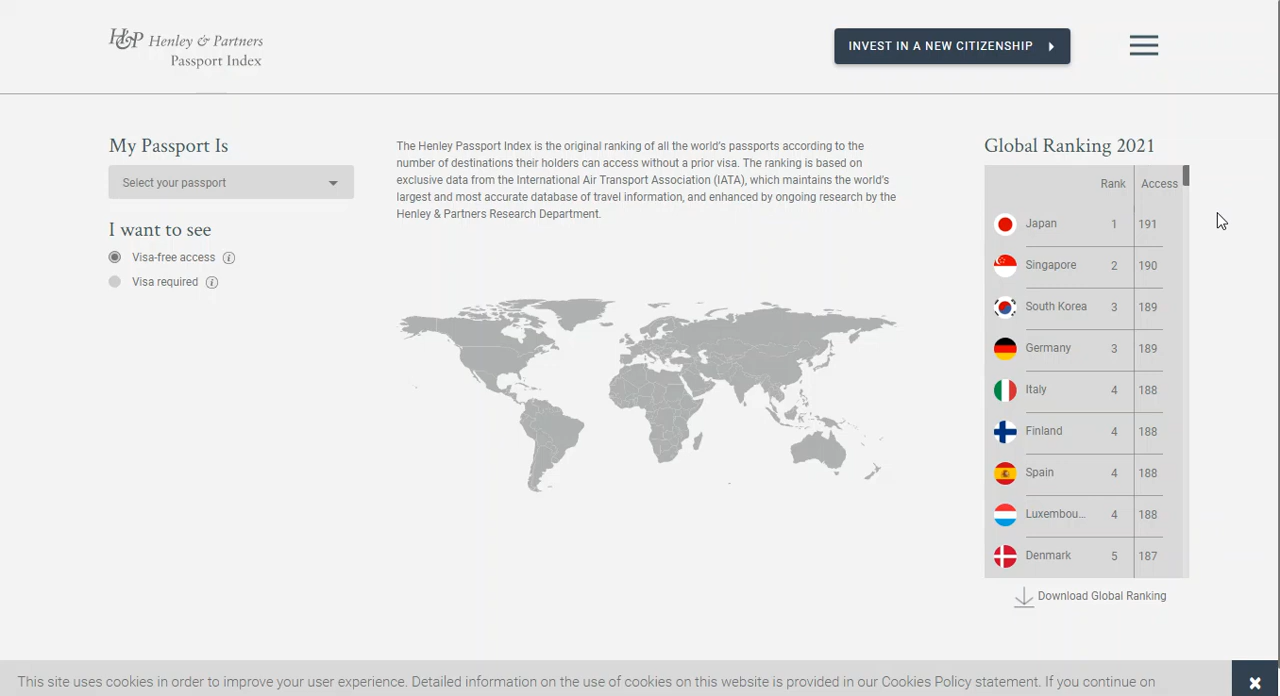 H&P Henley & Partners
Passport Index
INVEST IN A NEW CITIZENSHIP
My Passport Is
Select your passport
I want to see
Visa-free access
Visa required
The Henley Passport Index is the original ranking of all the world's passports according to the
number of destinations their holders can access without a prior visa. The ranking is based on
exclusive data from the International Air Transport Association (IATA), which maintains the world's
largest and most accurate database of travel information, and enhanced by ongoing research by the
Henley & Partners Research Department.
Global Ranking 2021
Rank Access
Japan 1 191
Singapore 2 190
South Korea 3 189
Germany 3 189
Italy 4 188
Finland 4 188
Spain 4 188
Luxembou... 4 188
Denmark 5 187
Download Global Ranking
This site uses cookies in order to improve your user experience. Detailed information on the use of cookies on this website is provided in our Cookies Policy statement. If you continue on